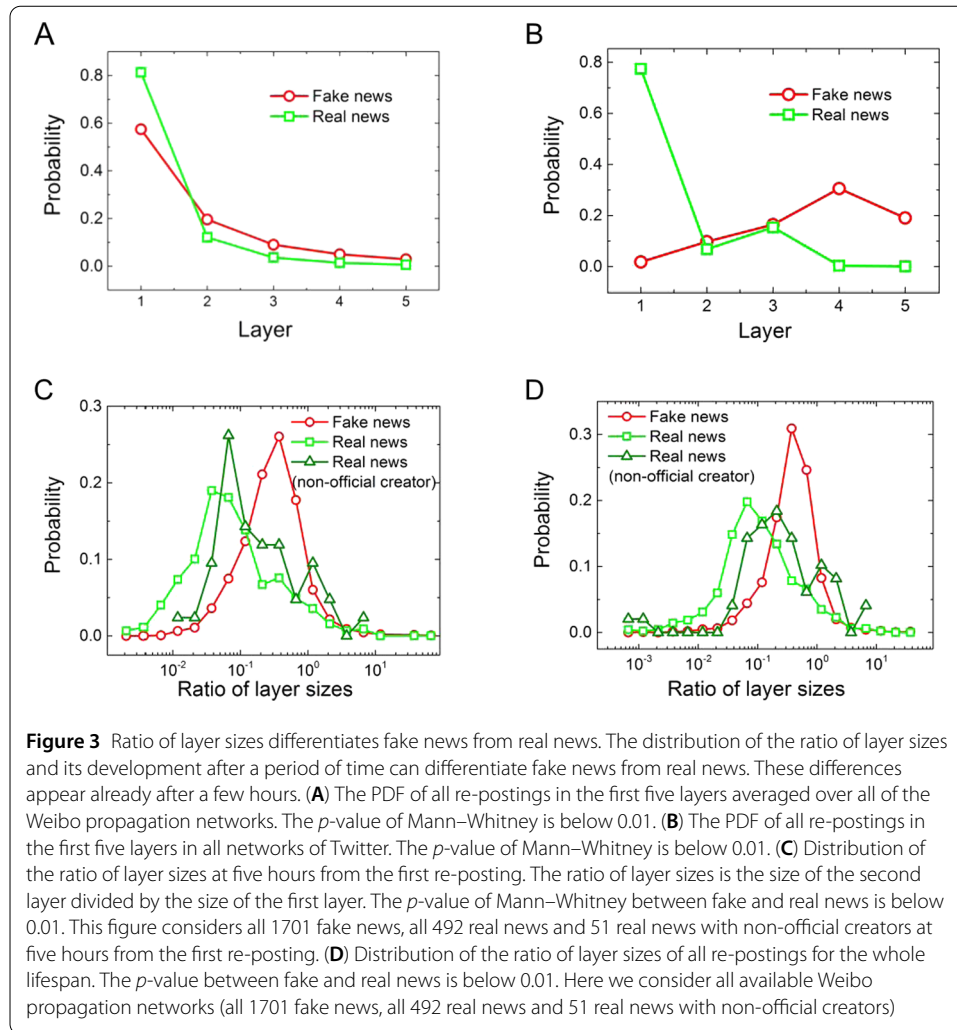 A
B
0.8
0.6
0.4
0.2
0.0
Probability
Fake news
Real news
1 2 3 4 5
Layer
0.8
0.6
0.4
0.2
0.0
Probability
Fake news
Real news
1 2 3 4 5
Layer
C
D
0.3
0.2
0.1
0.0
Probability
Fake news
Real news
Real news
(non-official creator)
10⁻² 10⁻¹ 10⁰ 10¹
Ratio of layer sizes
0.3
0.2
0.1
0.0
Probability
Fake news
Real news
Real news
(non-official creator)
10⁻³ 10⁻² 10⁻¹ 10⁰ 10¹
Ratio of layer sizes
Figure 3 Ratio of layer sizes differentiates fake news from real news. The distribution of the ratio of layer sizes
and its development after a period of time can differentiate fake news from real news. These differences
appear already after a few hours. (A) The PDF of all re-postings in the first five layers averaged over all of the
Weibo propagation networks. The p-value of Mann–Whitney is below 0.01. (B) The PDF of all re-postings in
the first five layers in all networks of Twitter. The p-value of Mann–Whitney is below 0.01. (C) Distribution of
the ratio of layer sizes at five hours from the first re-posting. The ratio of layer sizes is the size of the second
layer divided by the size of the first layer. The p-value of Mann–Whitney between fake and real news is below
0.01. This figure considers all 1701 fake news, all 492 real news and 51 real news with non-official creators at
five hours from the first re-posting. (D) Distribution of the ratio of layer sizes of all re-postings for the whole
lifespan. The p-value between fake and real news is below 0.01. Here we consider all available Weibo
propagation networks (all 1701 fake news, all 492 real news and 51 real news with non-official creators)